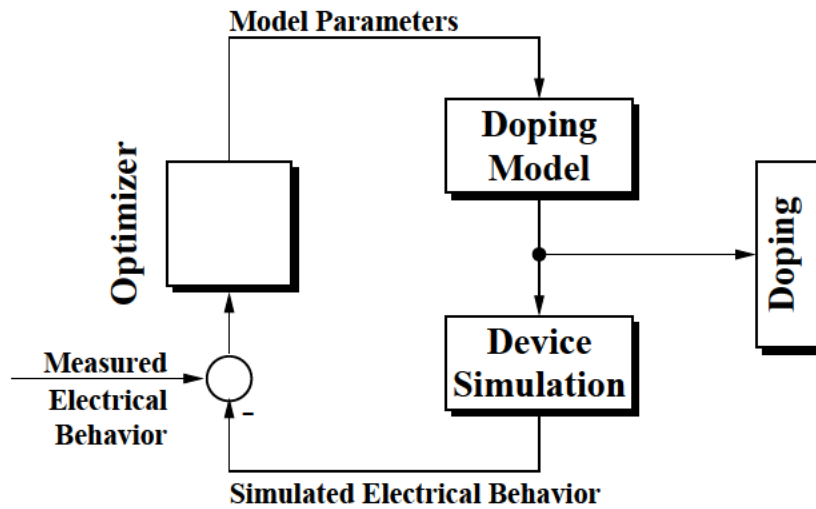 Model Parameters
Doping
Model
Optimizer
Doping
Measured
Electrical
Behavior
-
Device
Simulation
Simulated Electrical Behavior